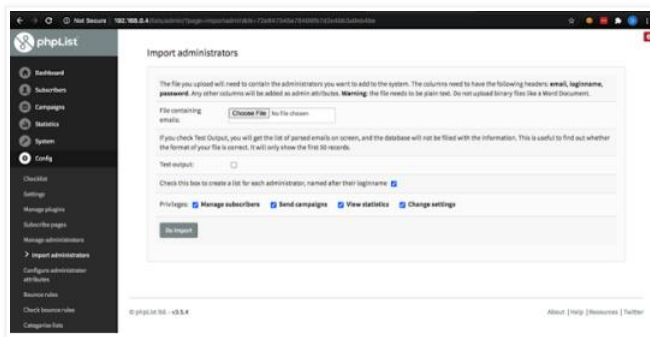 Not Secure
phpList
Dashboard
Subscribers
Campaigns
Statistics
System
Config
Checklist
Settings
Manage plugins
Subscribe pages
Manage administrators
Import administrators
Configure administrator
attributes
Bounce rules
Check bounce rules
Categorise lists
Import administrators
The file you upload will need to contain the administrators you want to add to the system. The columns need to have the following headers: email, loginname,
password. Any other columns will be added as admin attributes. Warning: the file needs to be plain text. Do not upload binary files like a Word Document.
File containing
emails:
Choose File No file chosen
If you check Test Output, you will get the list of parsed emails on screen, and the database will not be filled with the information. This is useful to find out whether
the format of your file is correct. It will only show the first 50 records.
Test output:
Check this box to create a list for each administrator, named after their loginname
Privileges: Manage subscribers Send campaigns View statistics Change settings
Do Import
© phpList ltd. - v3.5.4
About | Help | Resources | Twitter